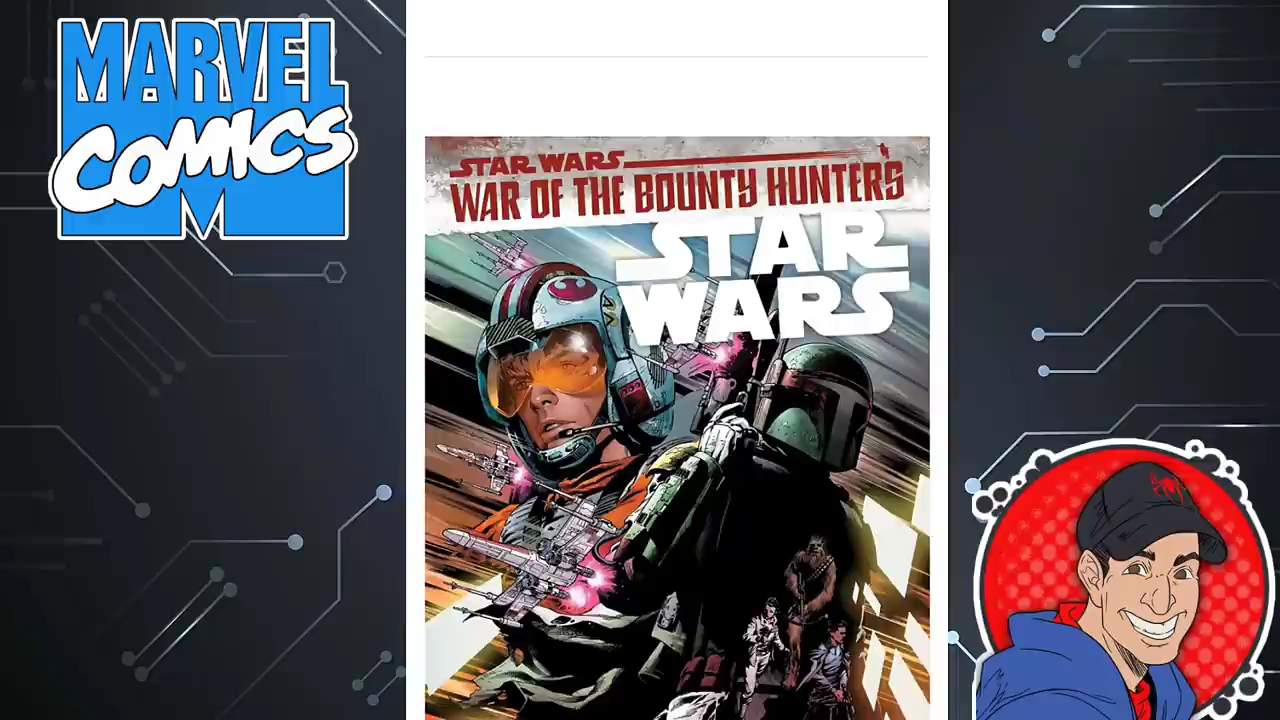 MARVEL
COMICS
M
STAR WARS
WAR OF THE BOUNTY HUNTERS
STAR
WARS